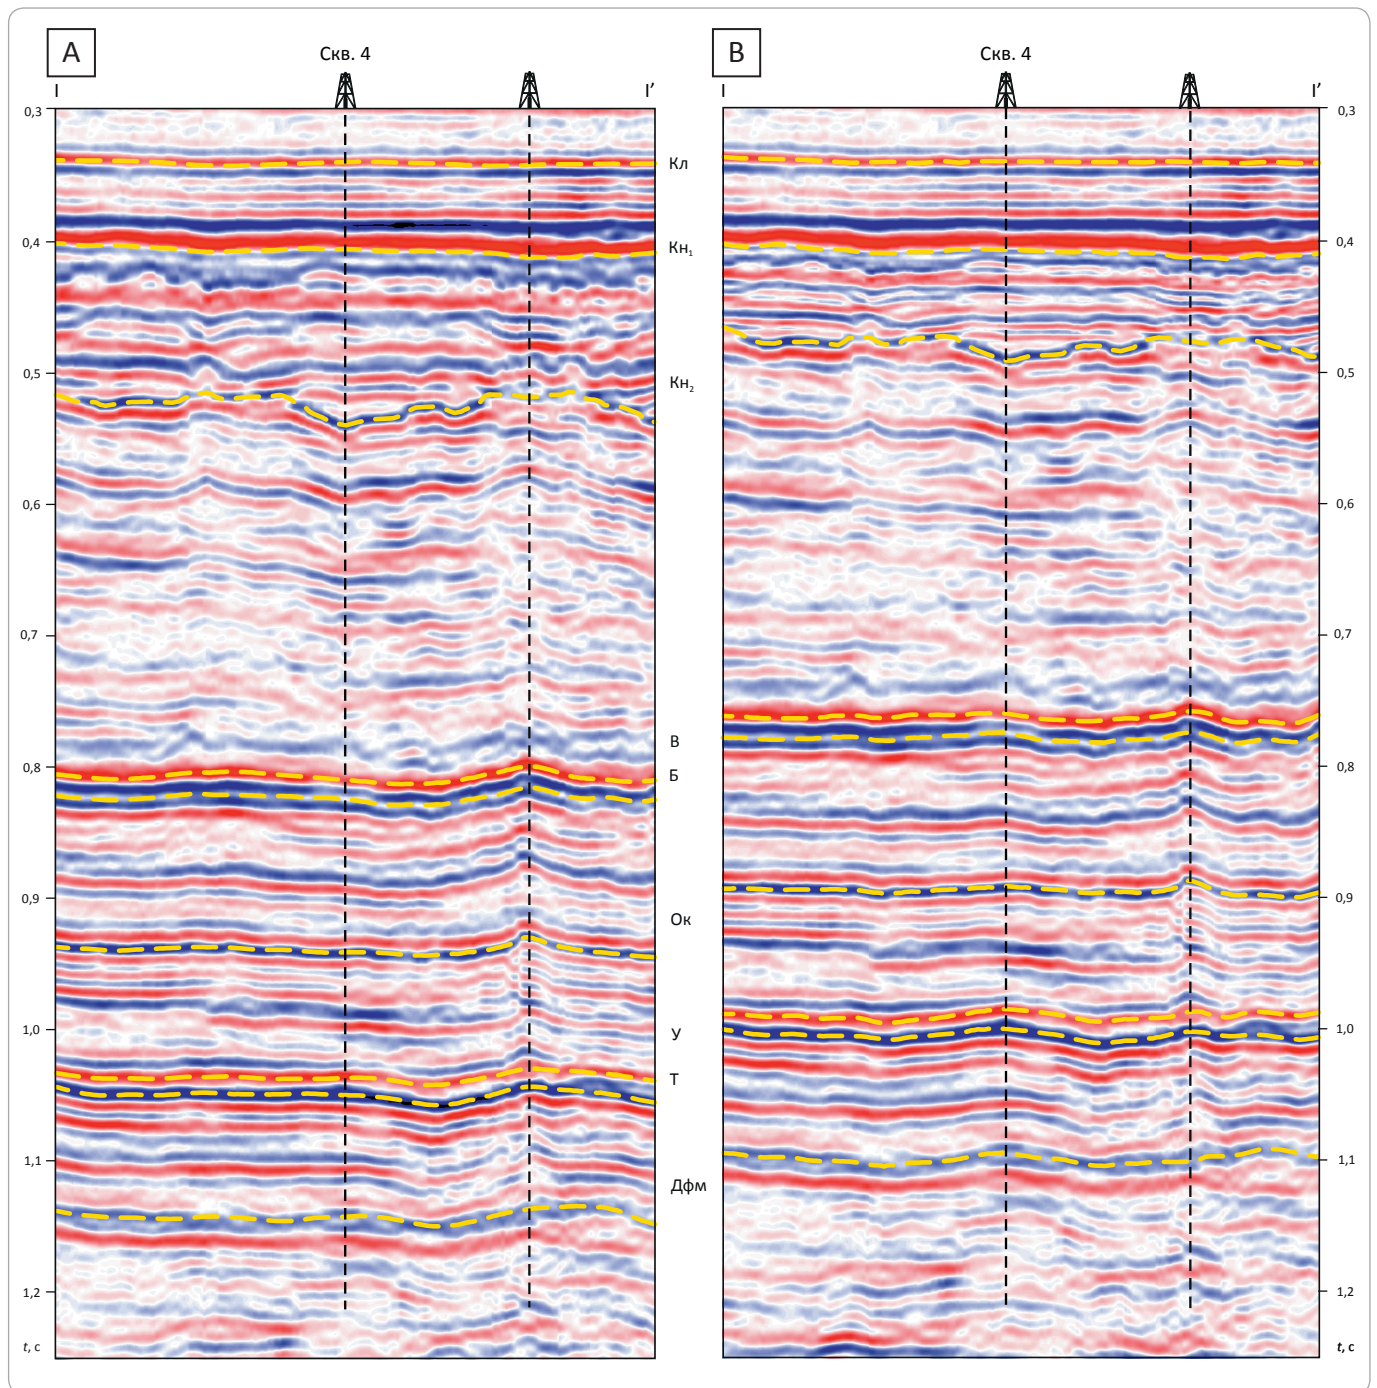 A
B
Скв. 4
Скв. 4
I
I’
I
I’
0,3
0,3
Кл
0,4
Кн₁
0,4
0,5
Кн₂
0,5
0,6
0,6
0,7
0,7
В
0,8
Б
0,8
0,9
Ок
0,9
1,0
У
1,0
Т
1,1
Дфм
1,1
1,2
1,2
t, с
t, с